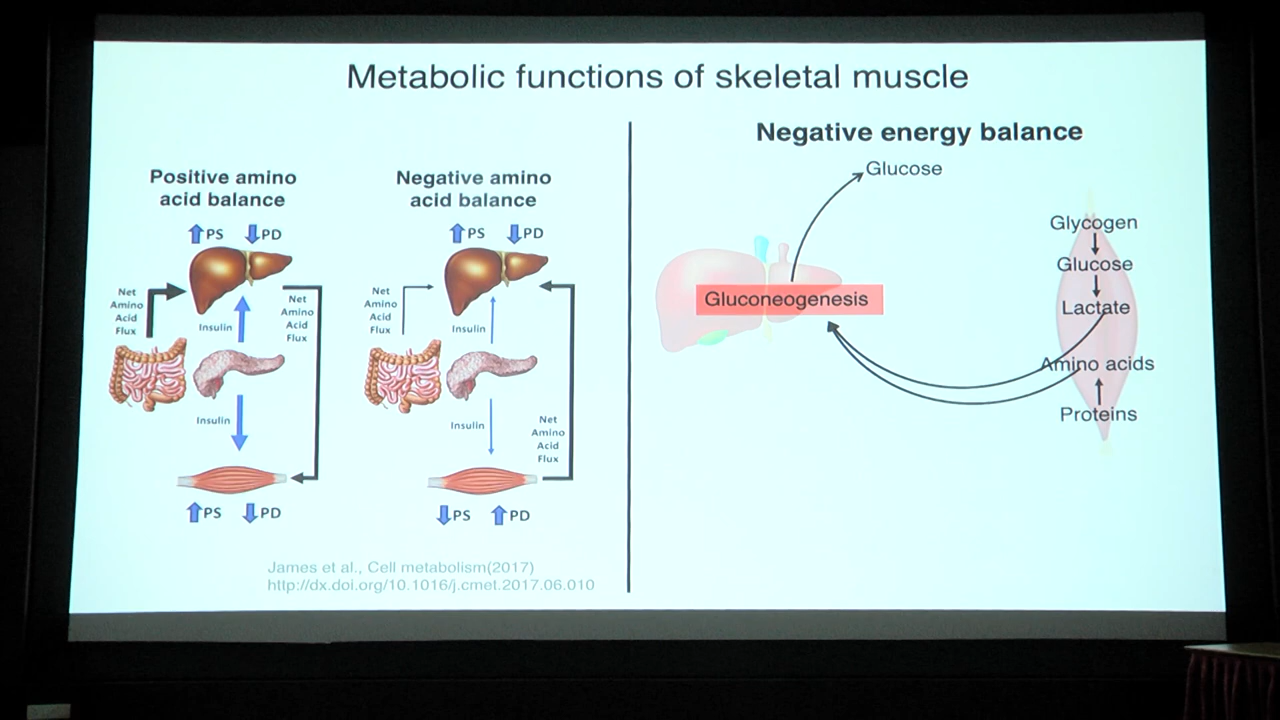 Metabolic functions of skeletal muscle
Positive amino
acid balance
PS
PD
Net
Amino
Acid
Flux
Insulin
Net
Amino
Acid
Flux
Insulin
PS
PD
Negative amino
acid balance
PS
PD
Net
Amino
Acid
Flux
Insulin
Insulin
Net
Amino
Acid
Flux
PS
PD
James et al., Cell metabolism(2017)
http://dx.doi.org/10.1016/j.cmet.2017.06.010
Negative energy balance
Glucose
Gluconeogenesis
Glycogen
Glucose
Lactate
Amino acids
Proteins